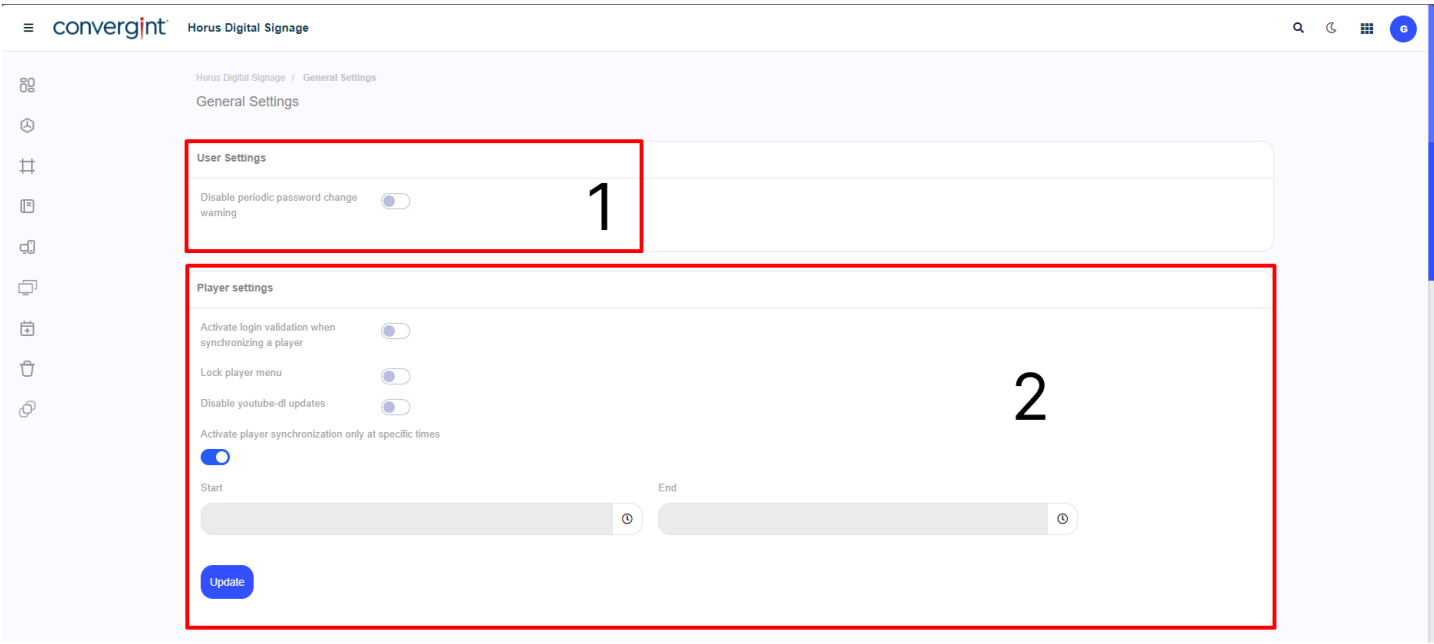 convergint
Horus Digital Signage
G
Horus Digital Signage / General Settings
General Settings
User Settings
Disable periodic password change
warning
1
Player settings
Activate login validation when
synchronizing a player
Lock player menu
Disable youtube-dl updates
2
Activate player synchronization only at specific times
Start
End
Update